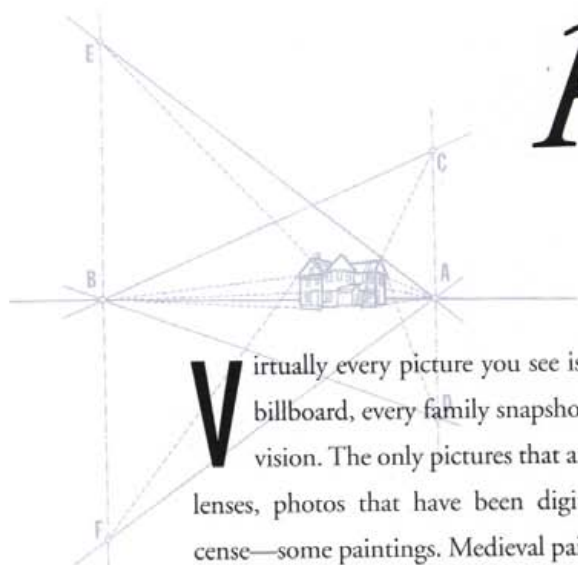 E
C
B
A
Virtually every picture you see is
billboard, every family snapsho
D
vision. The only pictures that a
lenses, photos that have been digi
F
cense—some paintings. Medieval pai